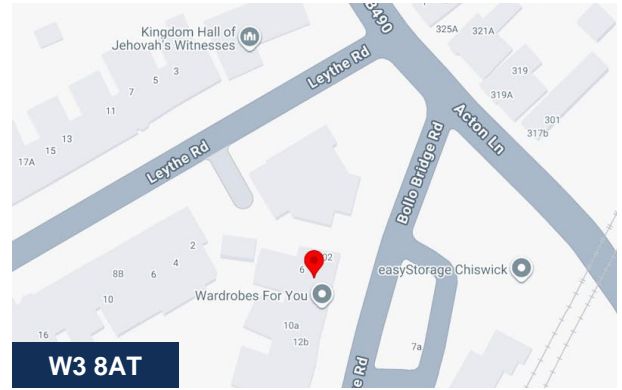 B490
Kingdom Hall of
Jehovah's Witnesses
325A
321A
Leythe Rd
3
5
7
319
319A
11
301
317b
Acton Ln
13
15
17A
Bollo Bridge Rd
Leythe Rd
2
02
4
6
easyStorage Chiswick
8B
6
Wardrobes For You
10
10a
16
12b
7a
e Rd
W3 8AT